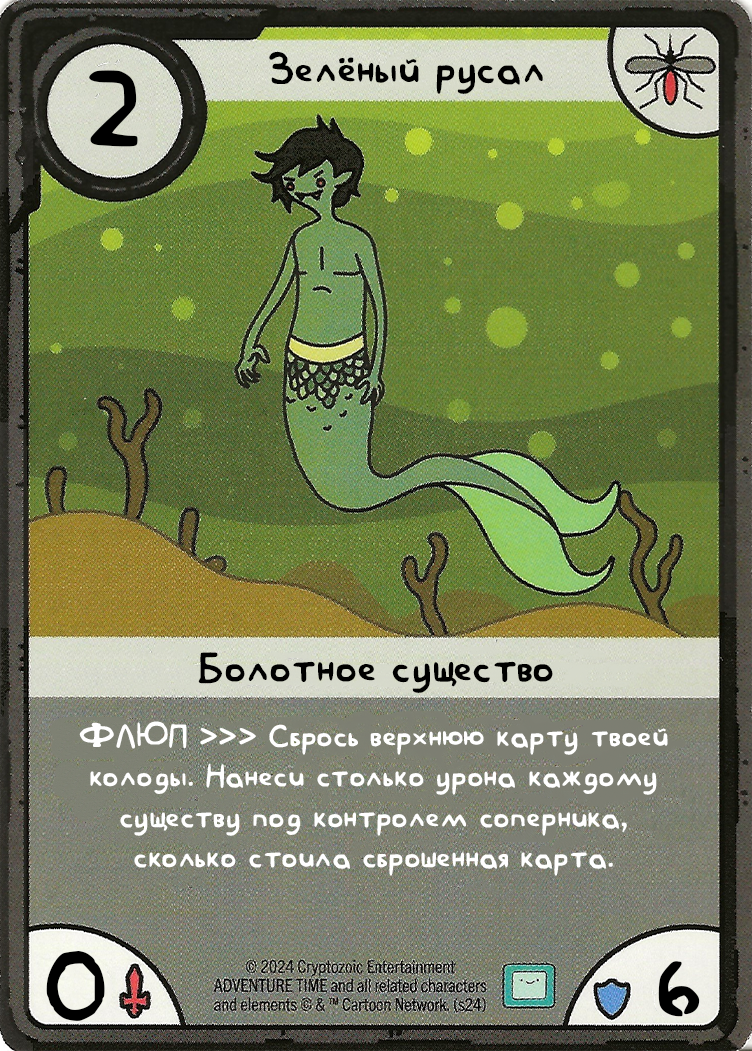 2
Зелёный русал
Болотное существо
ФЛЮП >>> Сбрось верхнюю карту твоей
колоды. Нанеси столько урона каждому
существу под контролем соперника,
сколько стоила сброшенная карта.
0
© 2024 Cryptozoic Entertainment
ADVENTURE TIME and all related characters
and elements © & ™ Cartoon Network. (s24)
6